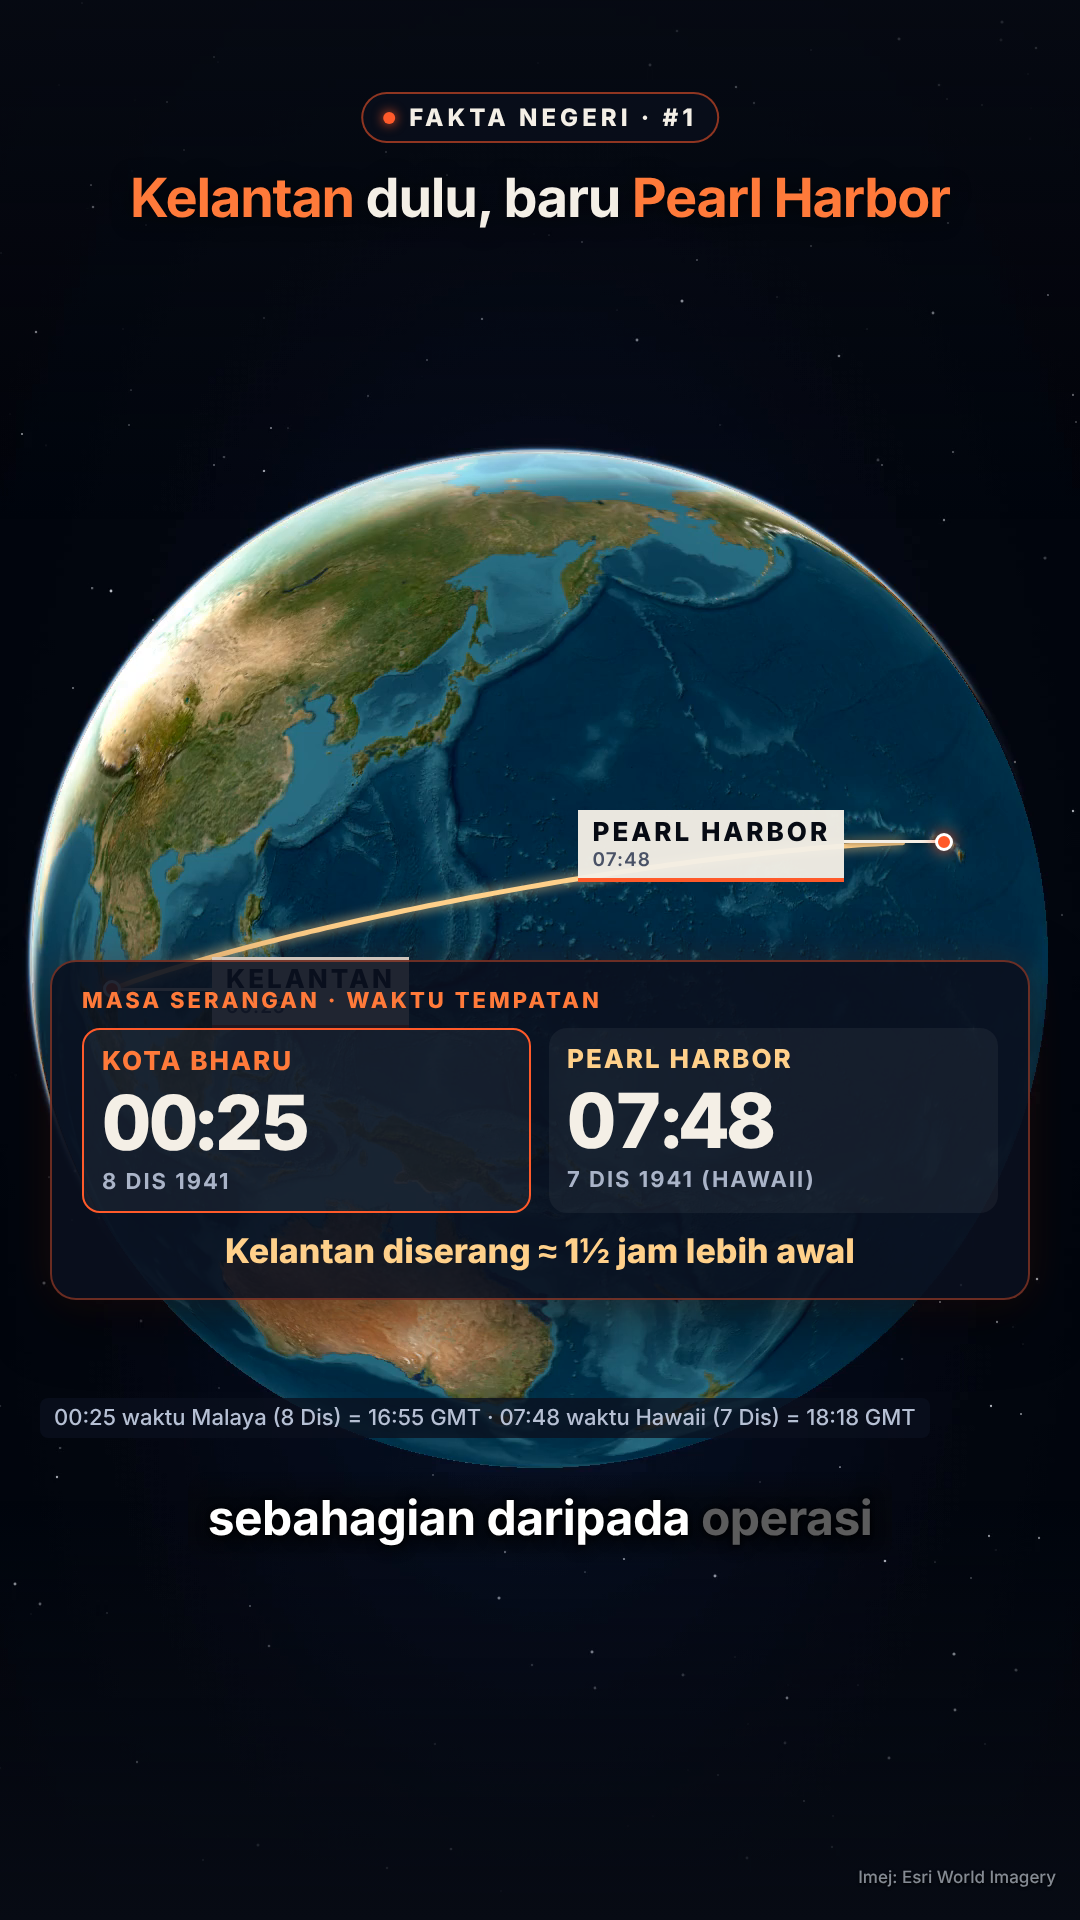 FAKTA NEGERI · #1
Kelantan dulu, baru Pearl Harbor
PEARL HARBOR
07:48
KELANTAN
MASA SERANGAN · WAKTU TEMPATAN
KOTA BHARU
00:25
8 DIS 1941
PEARL HARBOR
07:48
7 DIS 1941 (HAWAII)
Kelantan diserang ≈ 1½ jam lebih awal
00:25 waktu Malaya (8 Dis) = 16:55 GMT · 07:48 waktu Hawaii (7 Dis) = 18:18 GMT
sebahagian daripada operasi
Imej: Esri World Imagery